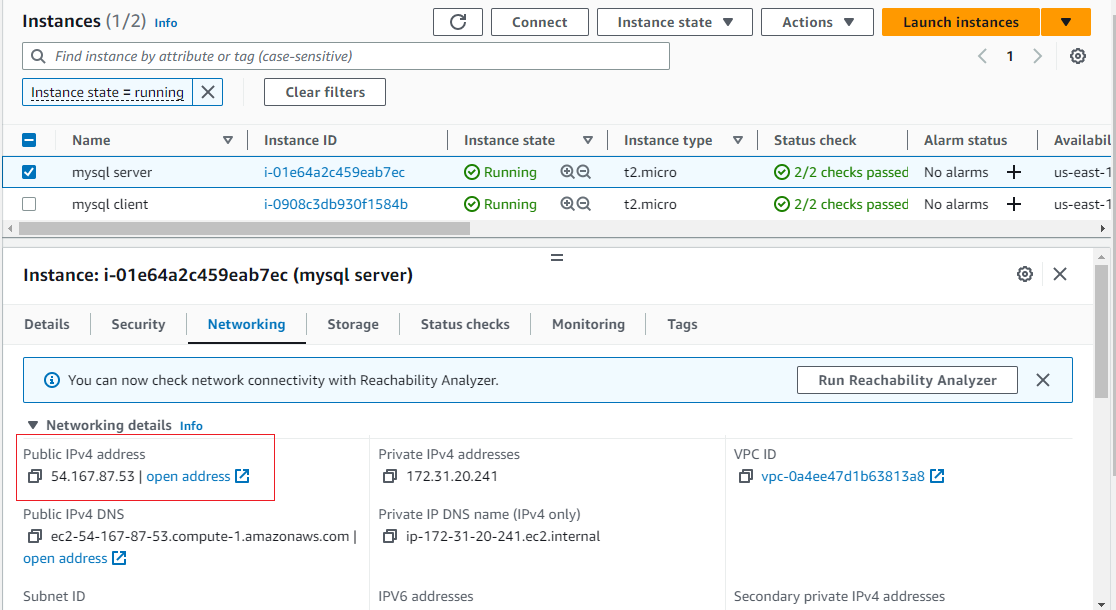 Instances (1/2) Info
Connect Instance state Actions Launch instances
Find instance by attribute or tag (case-sensitive)
1
Instance state = running
Clear filters
Name Instance ID Instance state Instance type Status check Alarm status Availabil
mysql server i-01e64a2c459eab7ec Running t2.micro 2/2 checks passed No alarms us-east-1
mysql client i-0908c3db930f1584b Running t2.micro 2/2 checks passed No alarms us-east-1
Instance: i-01e64a2c459eab7ec (mysql server)
Details Security Networking Storage Status checks Monitoring Tags
You can now check network connectivity with Reachability Analyzer. Run Reachability Analyzer
Networking details Info
Public IPv4 address Private IPv4 addresses VPC ID
54.167.87.53 | open address 172.31.20.241 vpc-0a4ee47d1b63813a8
Public IPv4 DNS Private IP DNS name (IPv4 only)
ec2-54-167-87-53.compute-1.amazonaws.com | ip-172-31-20-241.ec2.internal
open address
Subnet ID IPV6 addresses Secondary private IPv4 addresses